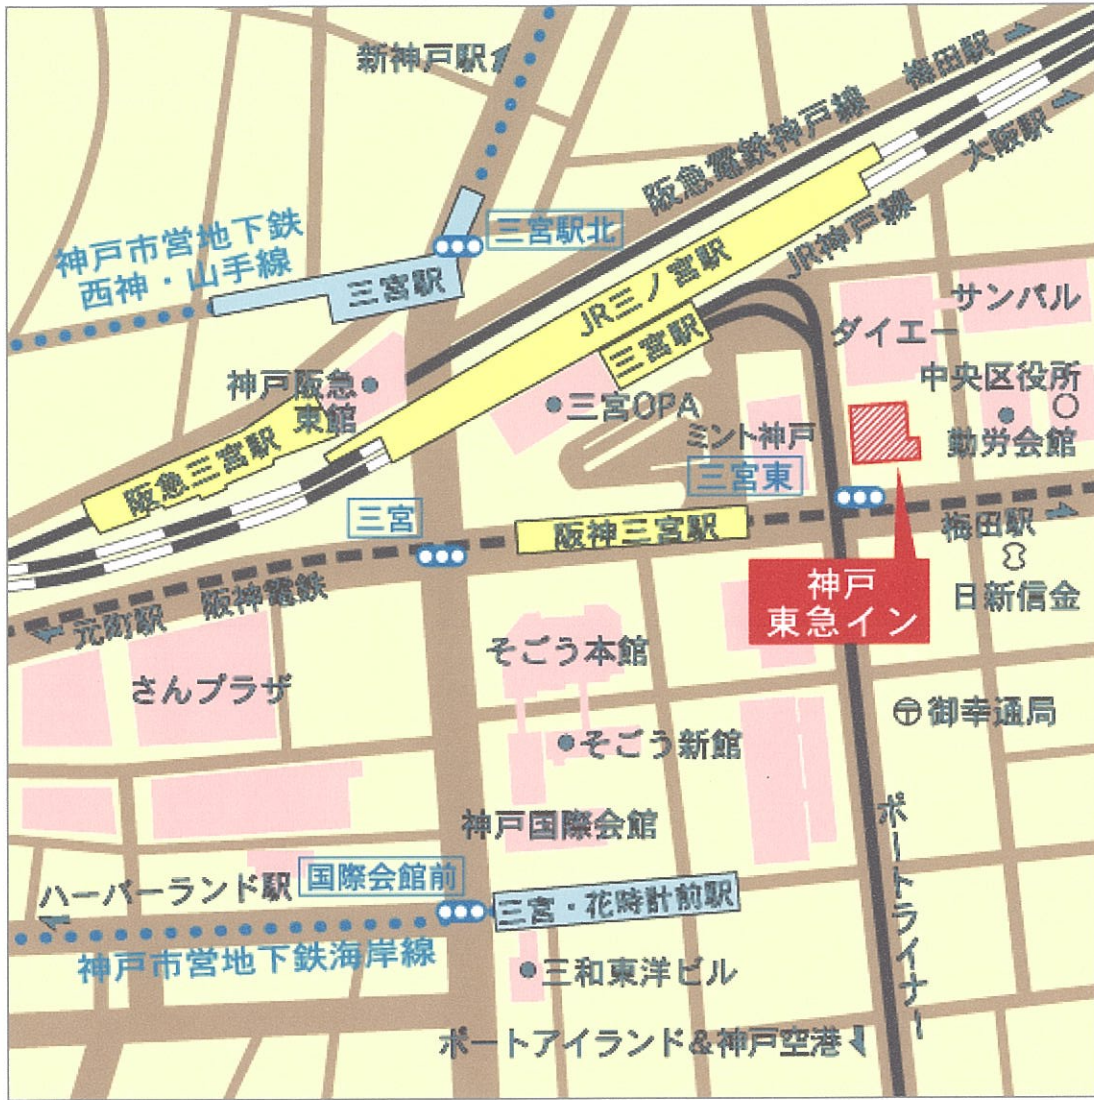 新神戸駅
梅田駅
阪急電鉄神戸線
大阪駅
神戸市営地下鉄
西神・山手線
三宮駅北
三宮駅
JR三ノ宮駅
JR神戸線
三宮駅
サンパル
ダイエー
神戸阪急
東館
三宮OPA
中央区役所
ミント神戸
勤労会館
阪急三宮駅
三宮東
三宮
阪神三宮駅
梅田駅
元町駅
阪神電鉄
神戸
東急イン
日新信金
そごう本館
さんプラザ
御幸通局
そごう新館
神戸国際会館
ポートライナー
ハーバーランド駅
国際会館前
三宮・花時計前駅
神戸市営地下鉄海岸線
三和東洋ビル
ポートアイランド&神戸空港